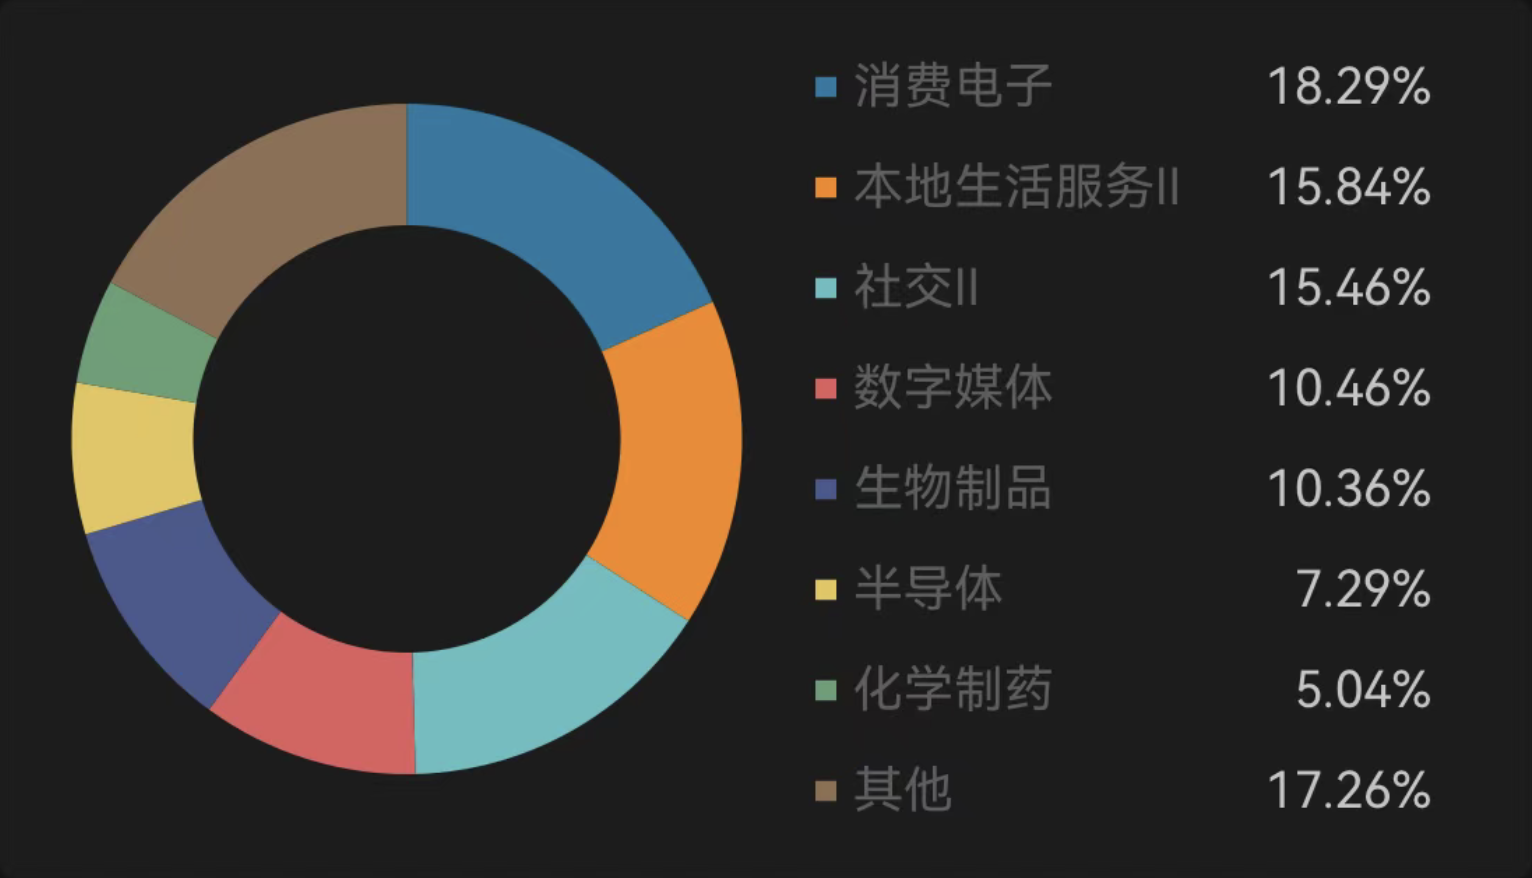 消费电子 18.29%
本地生活服务II 15.84%
社交II 15.46%
数字媒体 10.46%
生物制品 10.36%
半导体 7.29%
化学制药 5.04%
其他 17.26%